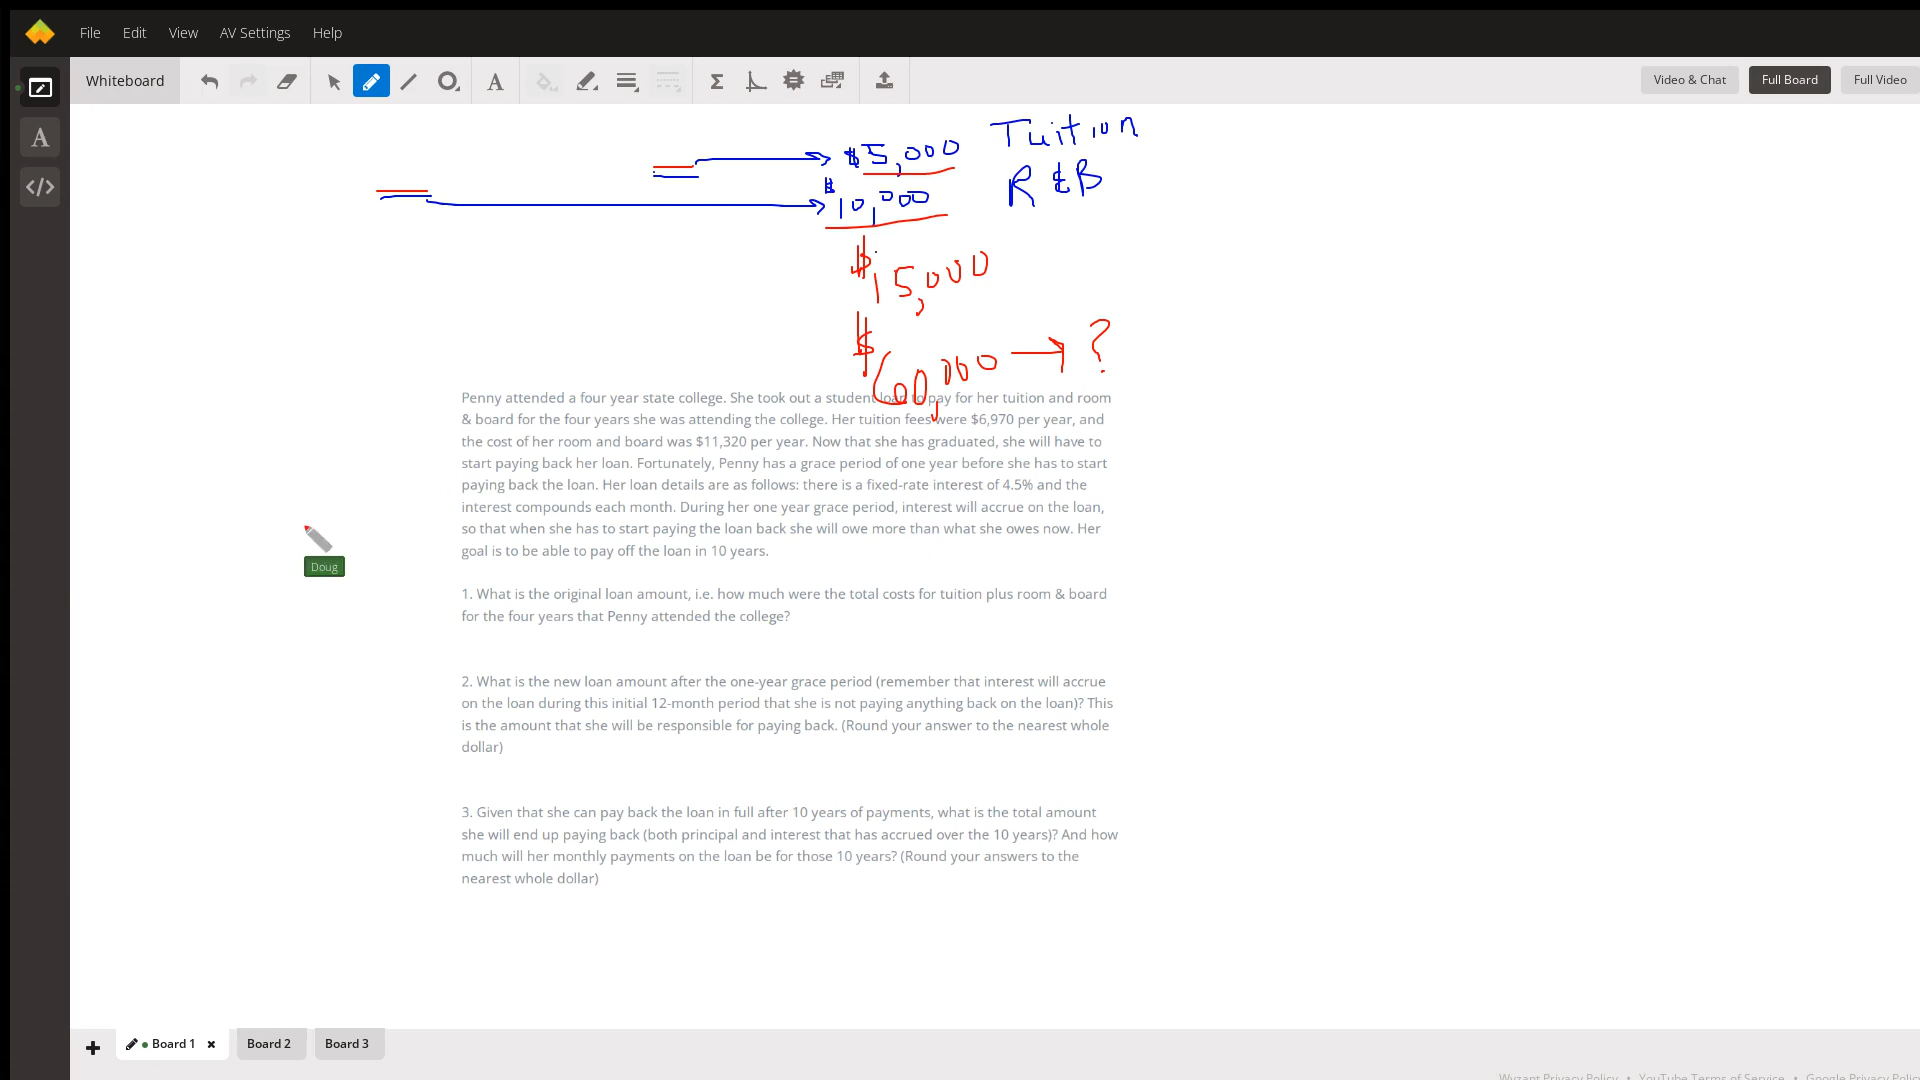 File Edit View AV Settings Help
Whiteboard A Σ Video & Chat Full Board Full Video
$5,000 Tuition
$10,000 R & B
$15,000
$60,000 → ?
Penny attended a four year state college. She took out a student loan to pay for her tuition and room
& board for the four years she was attending the college. Her tuition fees were $6,970 per year, and
the cost of her room and board was $11,320 per year. Now that she has graduated, she will have to
start paying back her loan. Fortunately, Penny has a grace period of one year before she has to start
paying back the loan. Her loan details are as follows: there is a fixed-rate interest of 4.5% and the
interest compounds each month. During her one year grace period, interest will accrue on the loan,
so that when she has to start paying the loan back she will owe more than what she owes now. Her
goal is to be able to pay off the loan in 10 years.
Doug
1. What is the original loan amount, i.e. how much were the total costs for tuition plus room & board
for the four years that Penny attended the college?
2. What is the new loan amount after the one-year grace period (remember that interest will accrue
on the loan during this initial 12-month period that she is not paying anything back on the loan)? This
is the amount that she will be responsible for paying back. (Round your answer to the nearest whole
dollar)
3. Given that she can pay back the loan in full after 10 years of payments, what is the total amount
she will end up paying back (both principal and interest that has accrued over the 10 years)? And how
much will her monthly payments on the loan be for those 10 years? (Round your answers to the
nearest whole dollar)
Board 1 Board 2 Board 3
Wyzant Privacy Policy • YouTube Terms of Service • Google Privacy Policy